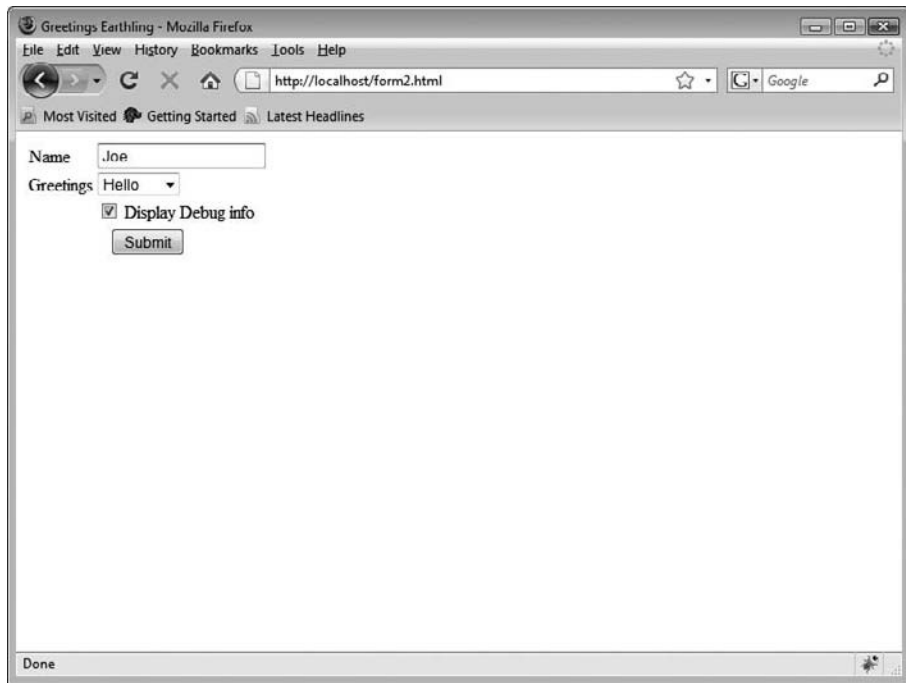 Greetings Earthling - Mozilla Firefox
File Edit View History Bookmarks Tools Help
http://localhost/form2.html
G Google
Most Visited Getting Started Latest Headlines
Name Joe
Greetings Hello
Display Debug info
Submit
Done